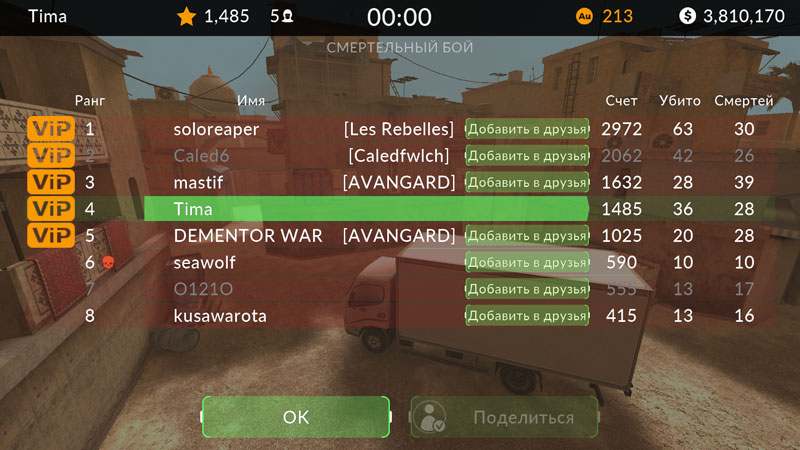 Tima 1,485 5 00:00 Au 213 $ 3,810,170
СМЕРТЕЛЬНЫЙ БОЙ
Ранг Имя Счет Убито Смертей
ViP 1 soloreaper [Les Rebelles] Добавить в друзья 2972 63 30
ViP 2 Caled6 [Caledfwlch] Добавить в друзья 2062 42 26
ViP 3 mastif [AVANGARD] Добавить в друзья 1632 28 39
ViP 4 Tima 1485 36 28
ViP 5 DEMENTOR WAR [AVANGARD] Добавить в друзья 1025 20 28
6 seawolf Добавить в друзья 590 10 10
7 O121O Добавить в друзья 555 13 17
8 kusawarota Добавить в друзья 415 13 16
OK Поделиться